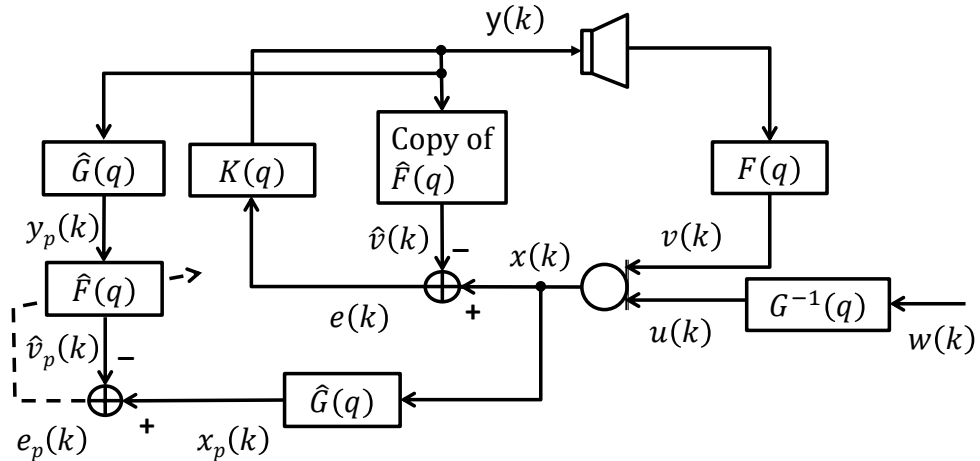 y(k)
Copy of
F̂(q)
Ĝ(q)
K(q)
F(q)
y_p(k)
v̂(k)
−
x(k)
v(k)
F̂(q)
G⁻¹(q)
+
e(k)
u(k)
w(k)
v̂_p(k)
−
Ĝ(q)
+
e_p(k)
x_p(k)